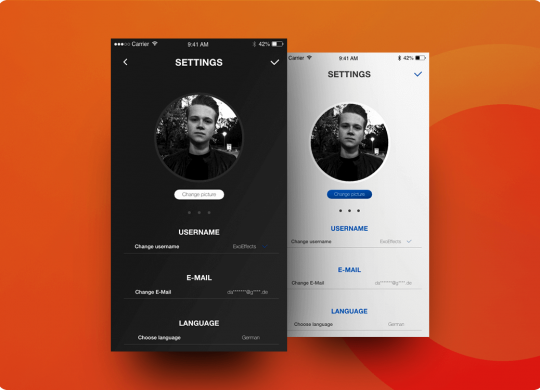 Carrier 9:41 AM 42%
SETTINGS
Change picture
USERNAME
Change username ExoEffects
E-MAIL
Change E-Mail da******@g****.de
LANGUAGE
Choose language German
Carrier 9:41 AM 42%
SETTINGS
Change picture
USERNAME
Change username ExoEffects
E-MAIL
Change E-Mail da******@g****.de
LANGUAGE
Choose language German